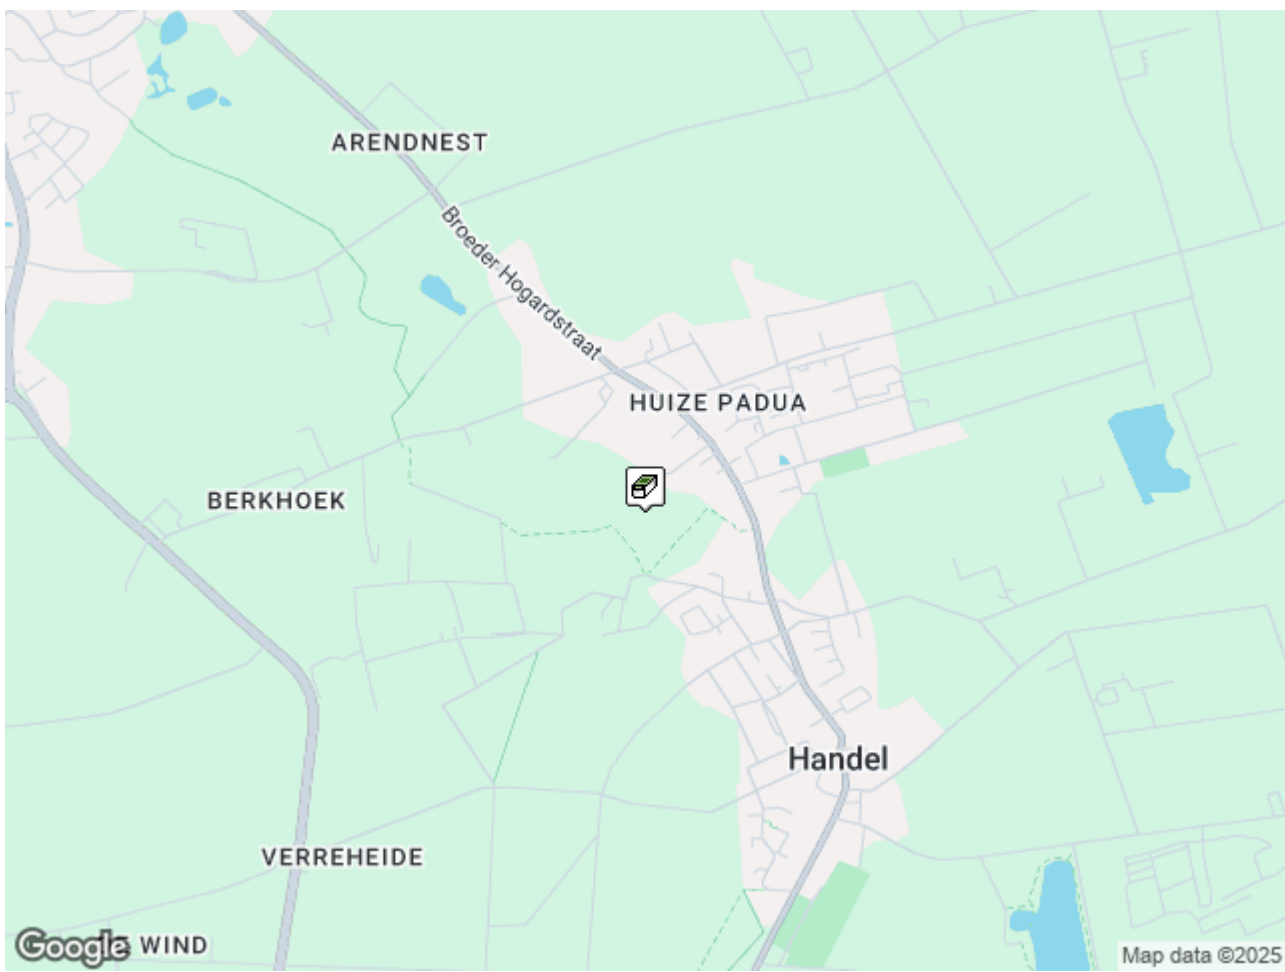 ARENDNEST
Broeder Hogardstraat
HUIZE PADUA
BERKHOEK
Handel
VERREHEIDE
WIND
Google
Map data ©2025